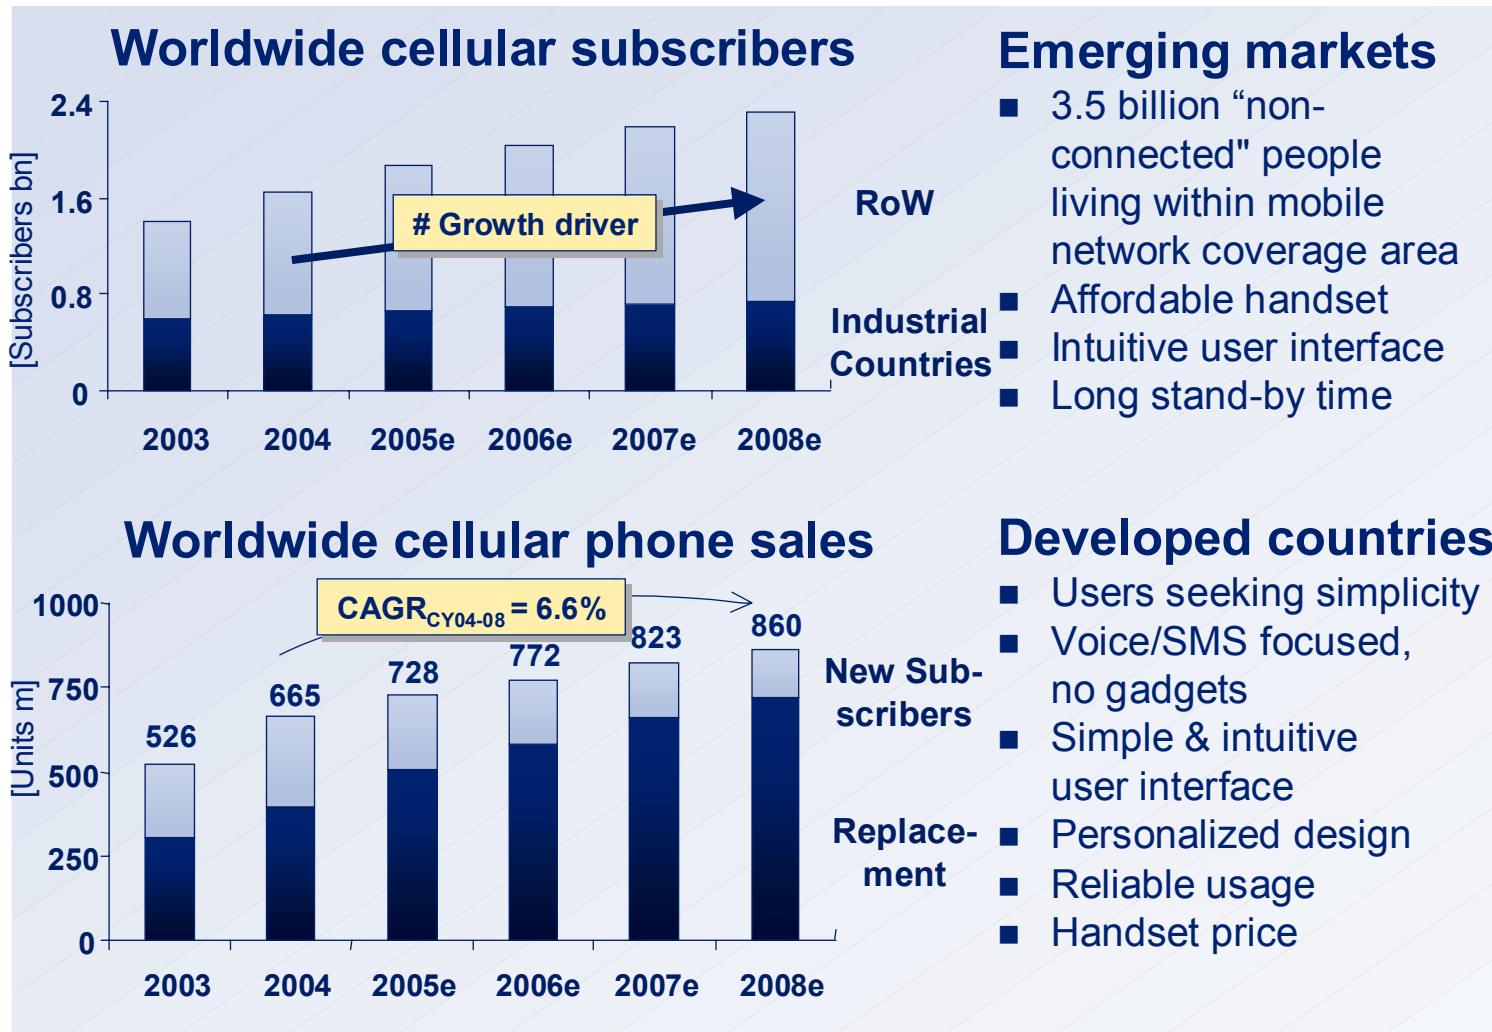 Worldwide cellular subscribers
[Subscribers bn]
2.4
1.6
0.8
0
# Growth driver
RoW
Industrial
Countries
2003 2004 2005e 2006e 2007e 2008e
Emerging markets
■ 3.5 billion “non-
connected" people
living within mobile
network coverage area
■ Affordable handset
■ Intuitive user interface
■ Long stand-by time
Worldwide cellular phone sales
[Units m]
1000
750
500
250
0
CAGRCY04-08 = 6.6%
526 665 728 772 823 860
New Sub-
scribers
Replace-
ment
2003 2004 2005e 2006e 2007e 2008e
Developed countries
■ Users seeking simplicity
■ Voice/SMS focused,
no gadgets
■ Simple & intuitive
user interface
■ Personalized design
■ Reliable usage
■ Handset price